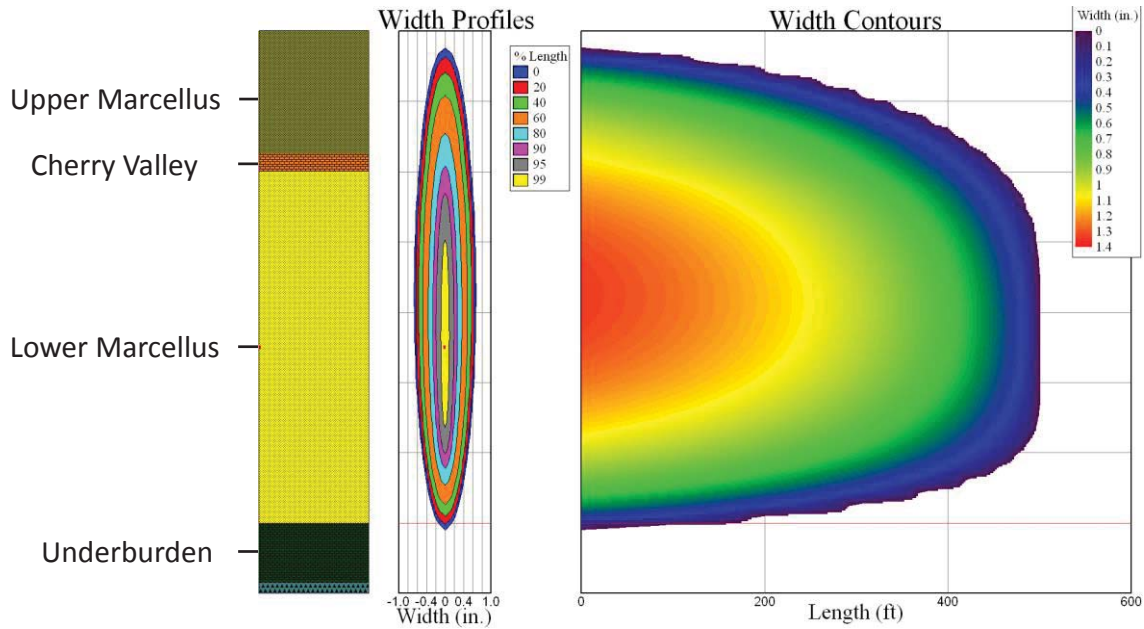 Upper Marcellus
Cherry Valley
Lower Marcellus
Underburden
Width Profiles
% Length
0
20
40
60
80
90
95
99
-1.0 -0.4 0 0.4 1.0
Width (in.)
Width Contours
Width (in.)
0
0.1
0.2
0.3
0.4
0.5
0.6
0.7
0.8
0.9
1
1.1
1.2
1.3
1.4
0 200 400 600
Length (ft)